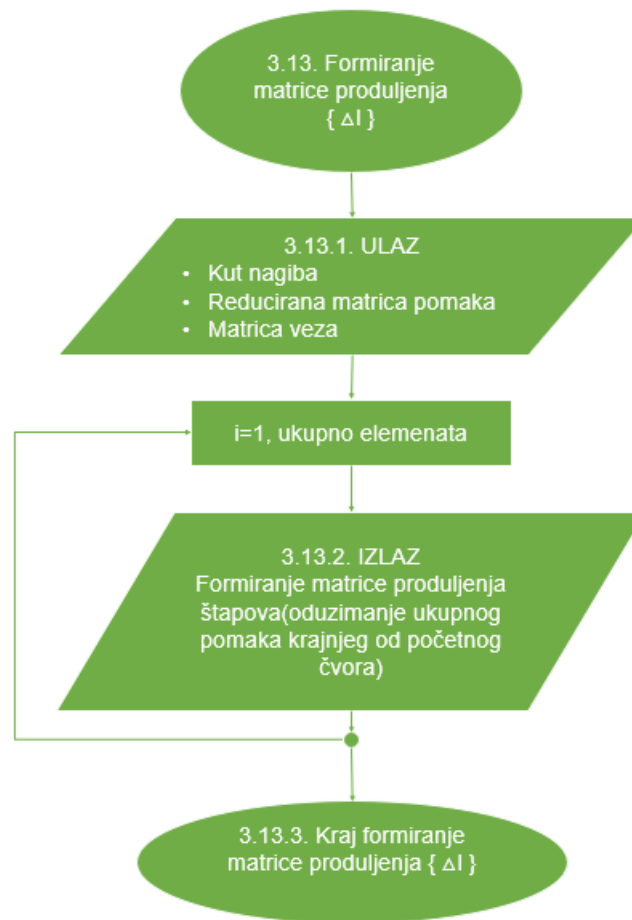 3.13. Formiranje
matrice produljenja
{ △l }
3.13.1. ULAZ
• Kut nagiba
• Reducirana matrica pomaka
• Matrica veza
i=1, ukupno elemenata
3.13.2. IZLAZ
Formiranje matrice produljenja
štapova(oduzimanje ukupnog
pomaka krajnjeg od početnog
čvora)
3.13.3. Kraj formiranje
matrice produljenja { △l }